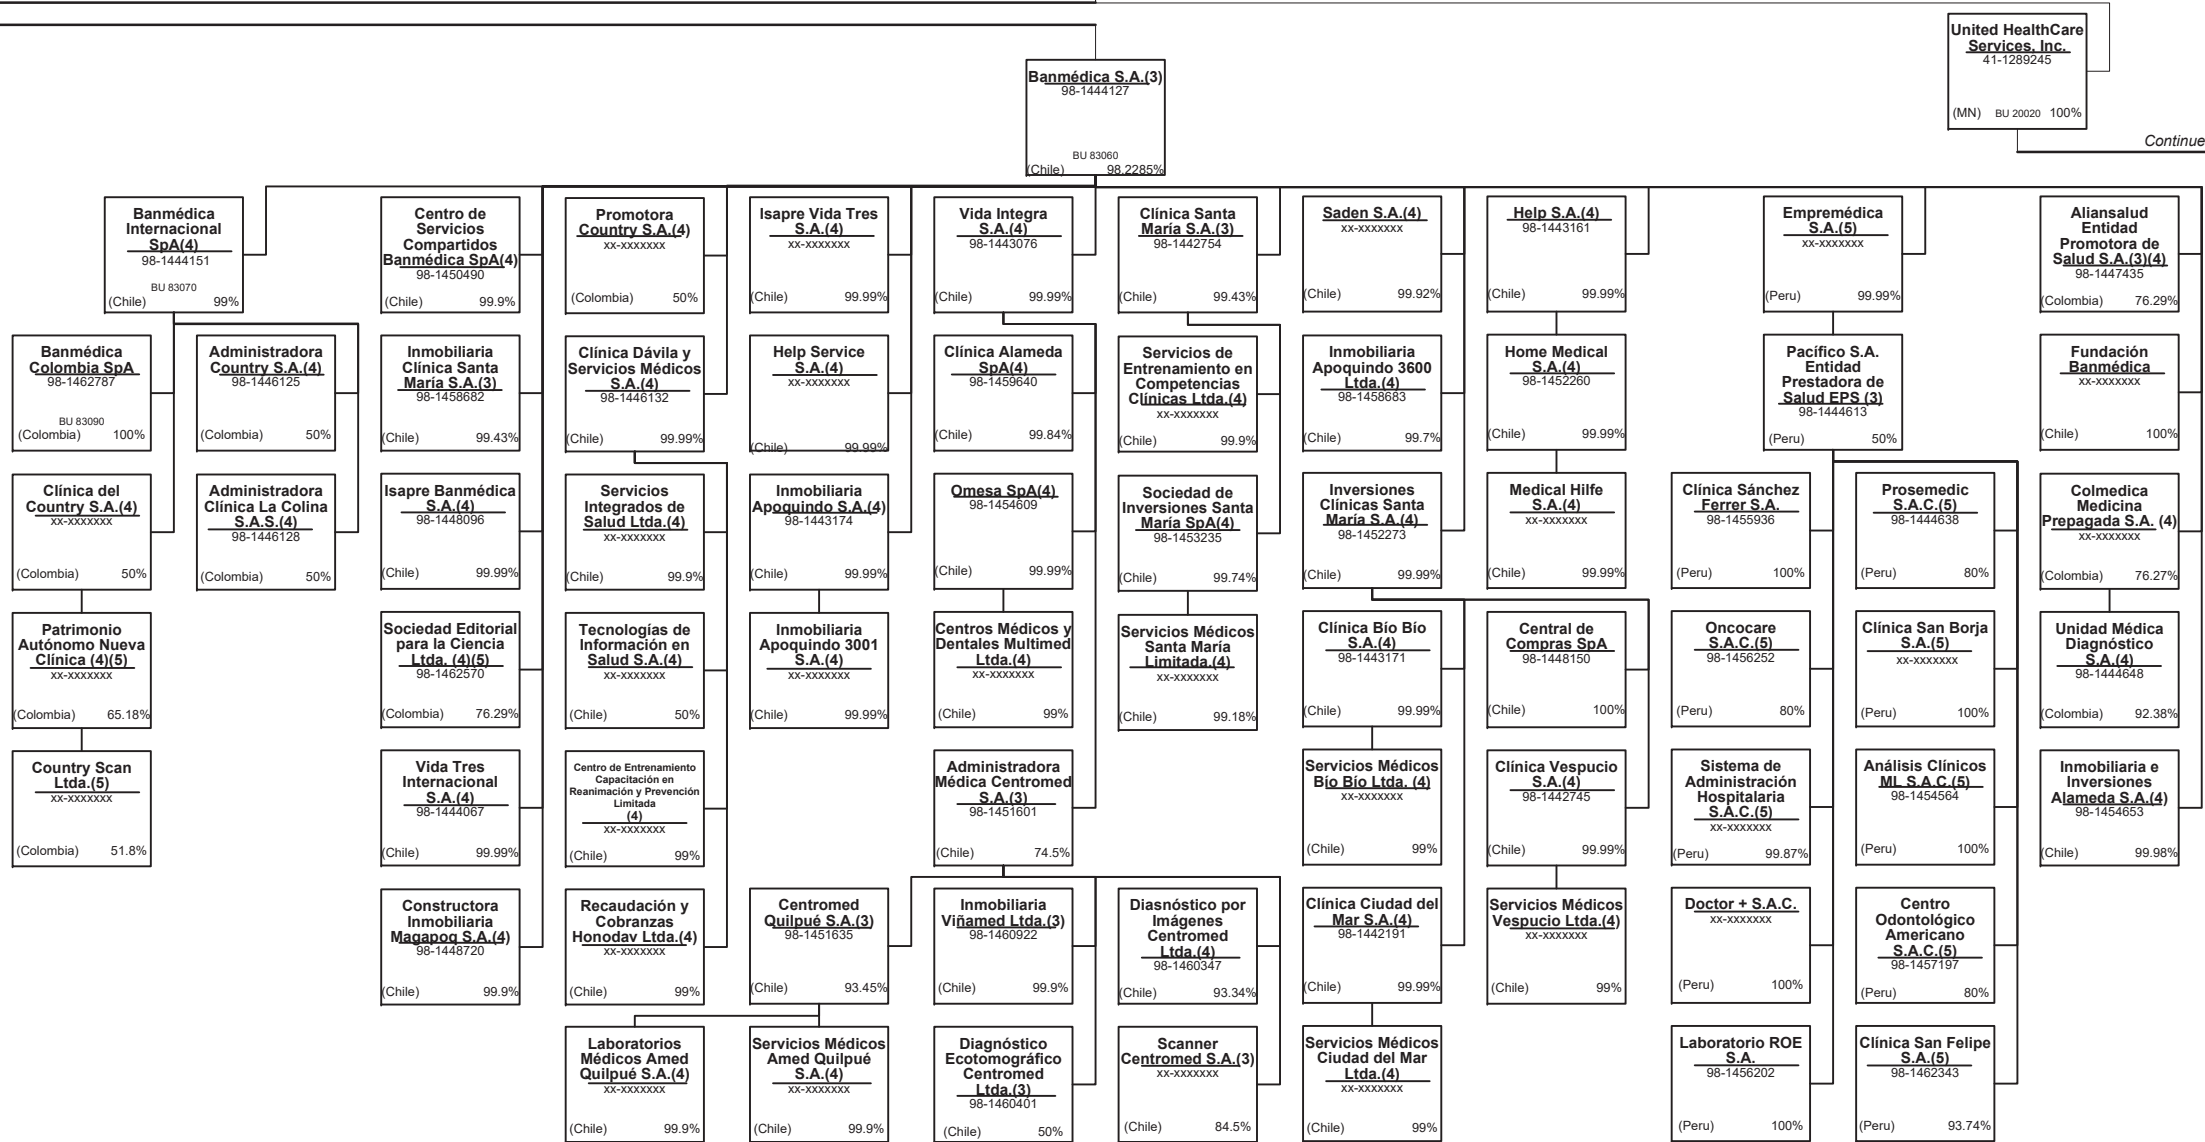 United HealthCare
Services, Inc.
41-1289245
(MN) BU 20020 100%
Continue
Banmédica S.A.(3)
98-1444127
BU 83060
(Chile) 98.2285%
Banmédica
Internacional
SpA(4)
98-1444151
BU 83070
(Chile) 99%
Centro de
Servicios
Compartidos
Banmédica SpA(4)
98-1450490
(Chile) 99.9%
Promotora
Country S.A.(4)
xx-xxxxxxx
(Colombia) 50%
Isapre Vida Tres
S.A.(4)
xx-xxxxxxx
(Chile) 99.99%
Vida Integra
S.A.(4)
98-1443076
(Chile) 99.99%
Clínica Santa
María S.A.(3)
98-1442754
(Chile) 99.43%
Saden S.A.(4)
xx-xxxxxxx
(Chile) 99.92%
Help S.A.(4)
98-1443161
(Chile) 99.99%
Empremédica
S.A.(5)
xx-xxxxxxx
(Peru) 99.99%
Aliansalud
Entidad
Promotora de
Salud S.A.(3)(4)
98-1447435
(Colombia) 76.29%
Banmédica
Colombia SpA
98-1462787
BU 83090
(Colombia) 100%
Administradora
Country S.A.(4)
98-1446125
(Colombia) 50%
Inmobiliaria
Clínica Santa
María S.A.(3)
98-1458682
(Chile) 99.43%
Clínica Dávila y
Servicios Médicos
S.A.(4)
98-1446132
(Chile) 99.99%
Help Service
S.A.(4)
xx-xxxxxxx
(Chile) 99.99%
Clínica Alameda
SpA(4)
98-1459640
(Chile) 99.84%
Servicios de
Entrenamiento en
Competencias
Clínicas Ltda.(4)
xx-xxxxxxx
(Chile) 99.9%
Inmobiliaria
Apoquindo 3600
Ltda.(4)
98-1458683
(Chile) 99.7%
Home Medical
S.A.(4)
98-1452260
(Chile) 99.99%
Pacífico S.A.
Entidad
Prestadora de
Salud EPS (3)
98-1444613
(Peru) 50%
Fundación
Banmédica
xx-xxxxxxx
(Chile) 100%
Clínica del
Country S.A.(4)
xx-xxxxxxx
(Colombia) 50%
Administradora
Clínica La Colina
S.A.S.(4)
98-1446128
(Colombia) 50%
Isapre Banmédica
S.A.(4)
98-1448096
(Chile) 99.99%
Servicios
Integrados de
Salud Ltda.(4)
xx-xxxxxxx
(Chile) 99.9%
Inmobiliaria
Apoquindo S.A.(4)
98-1443174
(Chile) 99.99%
Omesa SpA(4)
98-1454609
(Chile) 99.99%
Sociedad de
Inversiones Santa
María SpA(4)
98-1453235
(Chile) 99.74%
Inversiones
Clínicas Santa
María S.A.(4)
98-1452273
(Chile) 99.99%
Medical Hilfe
S.A.(4)
xx-xxxxxxx
(Chile) 99.99%
Clínica Sánchez
Ferrer S.A.
98-1455936
(Peru) 100%
Prosemedic
S.A.C.(5)
98-1444638
(Peru) 80%
Colmedica
Medicina
Prepagada S.A. (4)
xx-xxxxxxx
(Colombia) 76.27%
Patrimonio
Autónomo Nueva
Clínica (4)(5)
xx-xxxxxxx
(Colombia) 65.18%
Sociedad Editorial
para la Ciencia
Ltda. (4)(5)
98-1462570
(Colombia) 76.29%
Tecnologías de
Información en
Salud S.A.(4)
xx-xxxxxxx
(Chile) 50%
Inmobiliaria
Apoquindo 3001
S.A.(4)
xx-xxxxxxx
(Chile) 99.99%
Centros Médicos y
Dentales Multimed
Ltda.(4)
xx-xxxxxxx
(Chile) 99%
Servicios Médicos
Santa María
Limitada.(4)
xx-xxxxxxx
(Chile) 99.18%
Clínica Bío Bío
S.A.(4)
98-1443171
(Chile) 99.99%
Central de
Compras SpA
98-1448150
(Chile) 100%
Oncocare
S.A.C.(5)
98-1456252
(Peru) 80%
Clínica San Borja
S.A.(5)
xx-xxxxxxx
(Peru) 100%
Unidad Médica
Diagnóstico
S.A.(4)
98-1444648
(Colombia) 92.38%
Country Scan
Ltda.(5)
xx-xxxxxxx
(Colombia) 51.8%
Vida Tres
Internacional
S.A.(4)
98-1444067
(Chile) 99.99%
Centro de Entrenamiento
Capacitación en
Reanimación y Prevención
Limitada
(4)
xx-xxxxxxx
(Chile) 99%
Administradora
Médica Centromed
S.A.(3)
98-1451601
(Chile) 74.5%
Servicios Médicos
Bío Bío Ltda. (4)
xx-xxxxxxx
(Chile) 99%
Clínica Vespucio
S.A.(4)
98-1442745
(Chile) 99.99%
Sistema de
Administración
Hospitalaria
S.A.C.(5)
xx-xxxxxxx
(Peru) 99.87%
Análisis Clínicos
ML S.A.C.(5)
98-1454564
(Peru) 100%
Inmobiliaria e
Inversiones
Alameda S.A.(4)
98-1454653
(Chile) 99.98%
Constructora
Inmobiliaria
Magapoq S.A.(4)
98-1448720
(Chile) 99.9%
Recaudación y
Cobranzas
Honodav Ltda.(4)
xx-xxxxxxx
(Chile) 99%
Centromed
Quilpué S.A.(3)
98-1451635
(Chile) 93.45%
Inmobiliaria
Viñamed Ltda.(3)
98-1460922
(Chile) 99.9%
Diasnóstico por
Imágenes
Centromed
Ltda.(4)
98-1460347
(Chile) 93.34%
Clínica Ciudad del
Mar S.A.(4)
98-1442191
(Chile) 99.99%
Servicios Médicos
Vespucio Ltda.(4)
xx-xxxxxxx
(Chile) 99%
Doctor + S.A.C.
xx-xxxxxxx
(Peru) 100%
Centro
Odontológico
Americano
S.A.C.(5)
98-1457197
(Peru) 80%
Laboratorios
Médicos Amed
Quilpué S.A.(4)
xx-xxxxxxx
(Chile) 99.9%
Servicios Médicos
Amed Quilpué
S.A.(4)
xx-xxxxxxx
(Chile) 99.9%
Diagnóstico
Ecotomográfico
Centromed
Ltda.(3)
98-1460401
(Chile) 50%
Scanner
Centromed S.A.(3)
xx-xxxxxxx
(Chile) 84.5%
Servicios Médicos
Ciudad del Mar
Ltda.(4)
xx-xxxxxxx
(Chile) 99%
Laboratorio ROE
S.A.
98-1456202
(Peru) 100%
Clínica San Felipe
S.A.(5)
98-1462343
(Peru) 93.74%